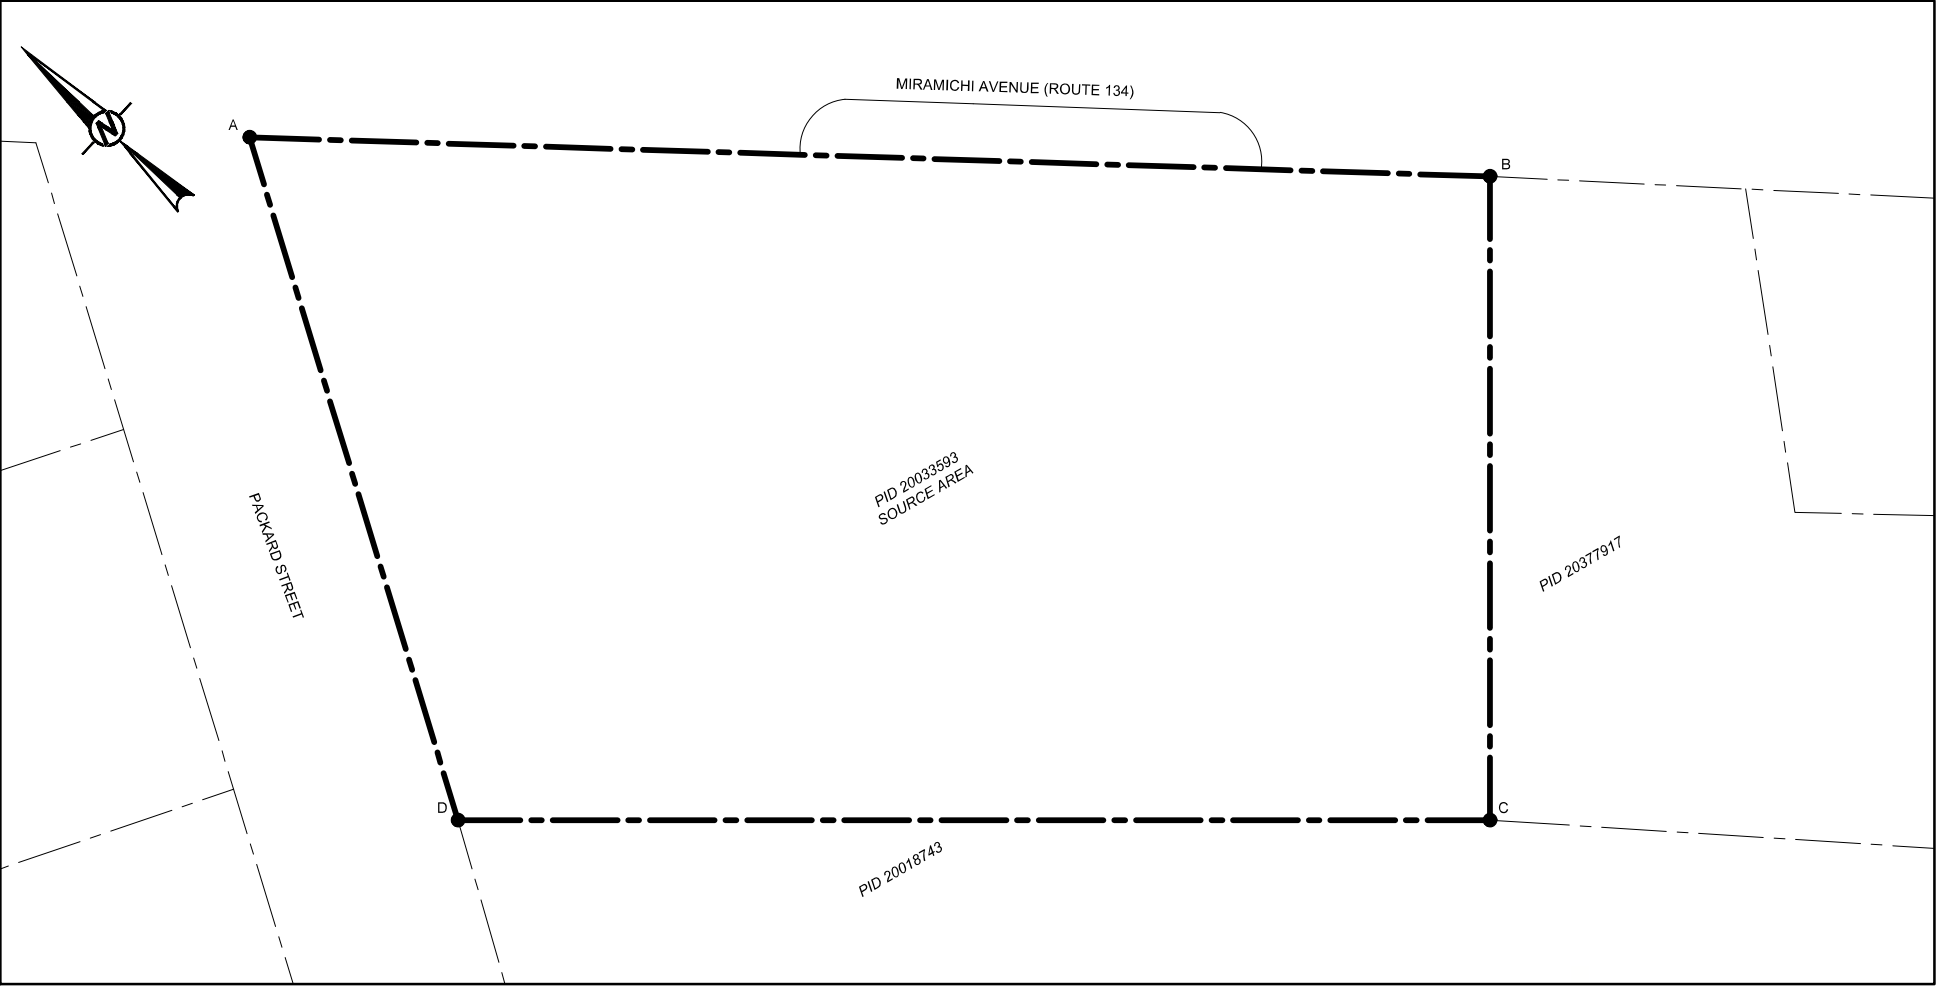 MIRAMICHI AVENUE (ROUTE 134)
N
A
B
PID 20033593
SOURCE AREA
PACKARD STREET
PID 20377917
D
C
PID 20018743